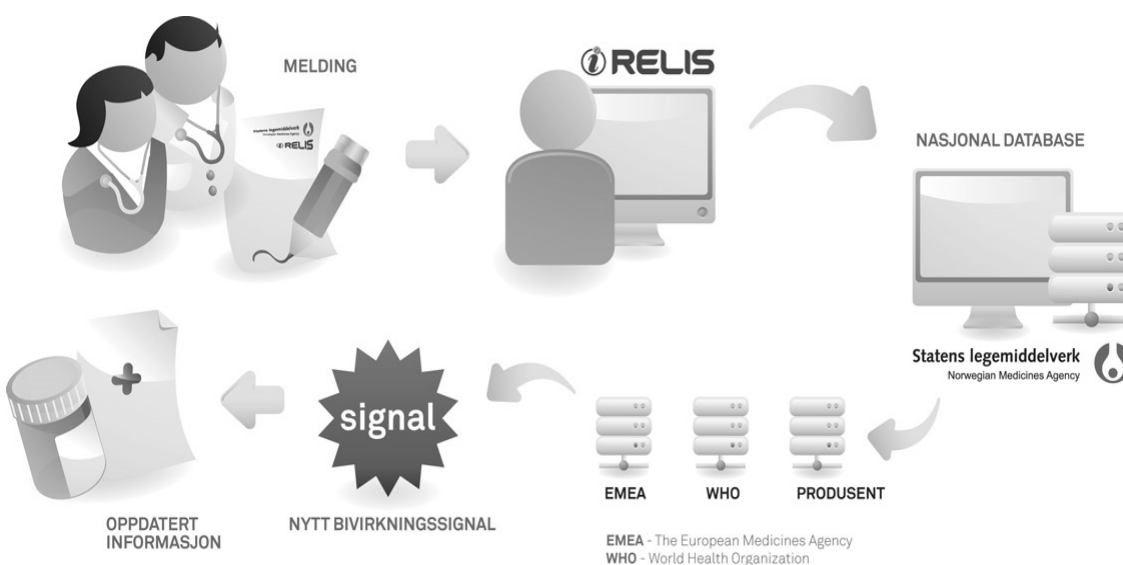 MELDING
Statens legemiddelverk
Norwegian Medicines Agency
RELIS
i RELIS
NASJONAL DATABASE
Statens legemiddelverk
Norwegian Medicines Agency
EMEA
WHO
PRODUSENT
EMEA - The European Medicines Agency
WHO - World Health Organization
signal
NYTT BIVIRKNINGSSIGNAL
OPPDATERT
INFORMASJON